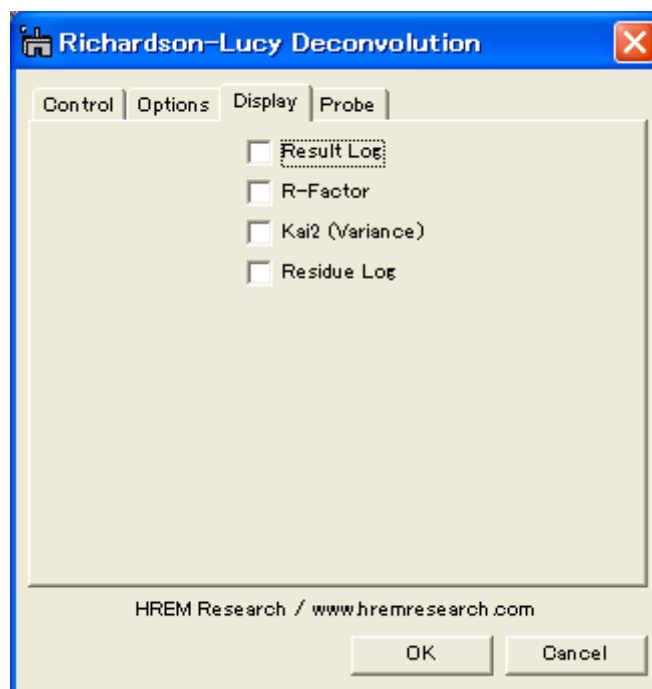 Richardson-Lucy Deconvolution
Control Options Display Probe
Result Log
R-Factor
Kai2 (Variance)
Residue Log
HREM Research / www.hremresearch.com
OK Cancel